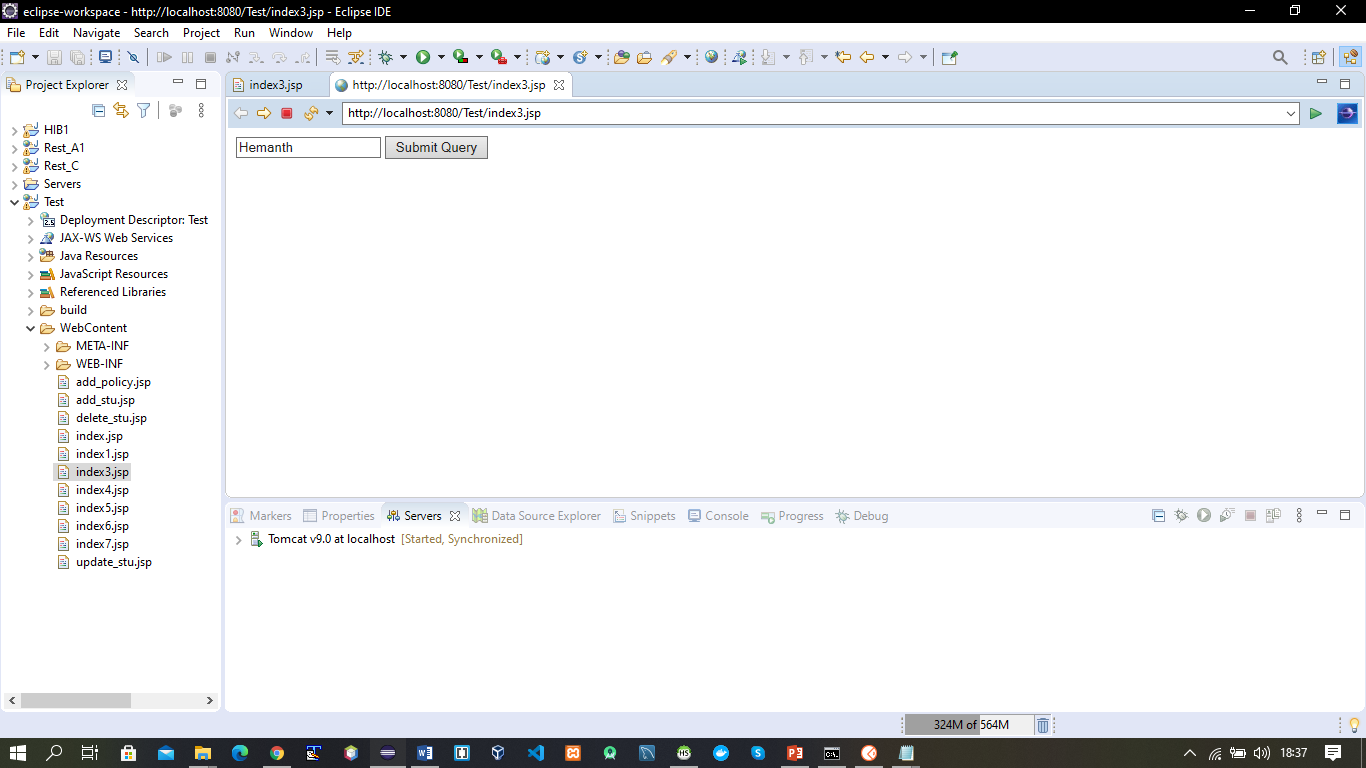 eclipse-workspace - http://localhost:8080/Test/index3.jsp - Eclipse IDE
File Edit Navigate Search Project Run Window Help
Project Explorer
index3.jsp
http://localhost:8080/Test/index3.jsp
http://localhost:8080/Test/index3.jsp
Hemanth
Submit Query
HIB1
Rest_A1
Rest_C
Servers
Test
Deployment Descriptor: Test
JAX-WS Web Services
Java Resources
JavaScript Resources
Referenced Libraries
build
WebContent
META-INF
WEB-INF
add_policy.jsp
add_stu.jsp
delete_stu.jsp
index.jsp
index1.jsp
index3.jsp
index4.jsp
index5.jsp
index6.jsp
index7.jsp
update_stu.jsp
Markers Properties Servers Data Source Explorer Snippets Console Progress Debug
Tomcat v9.0 at localhost [Started, Synchronized]
324M of 564M
18:37